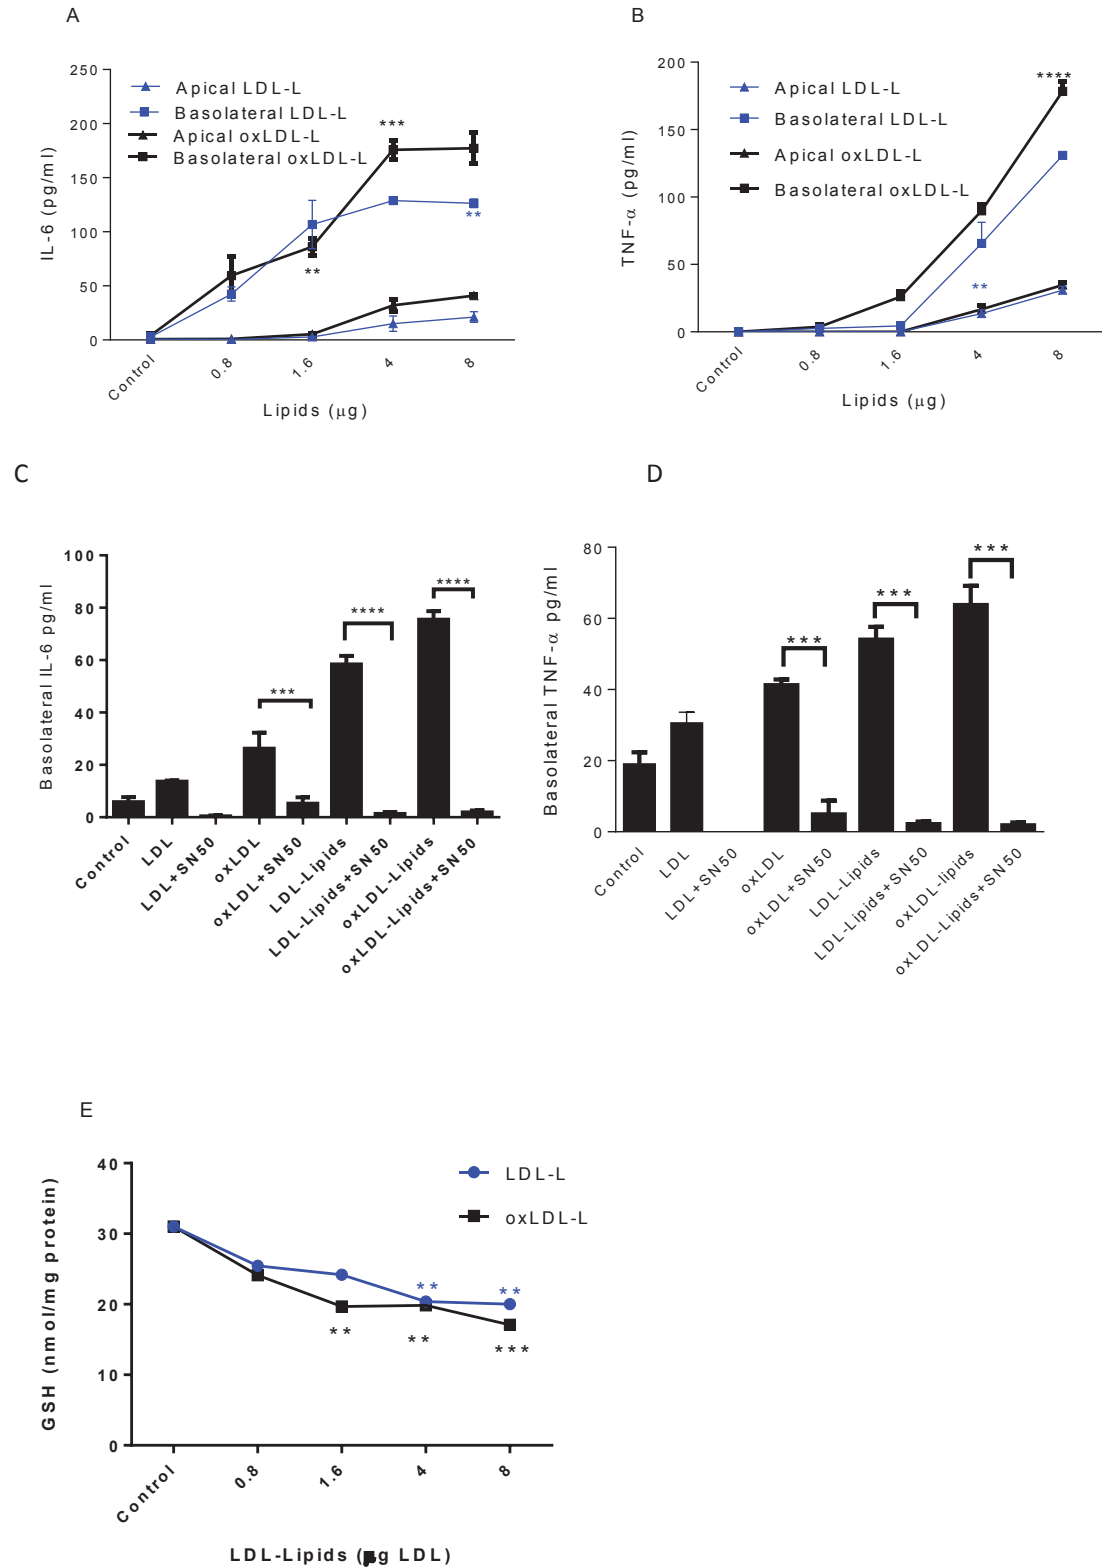 A
IL-6 (pg/ml)
250
200
150
100
50
0
Apical LDL-L
Basolateral LDL-L
Apical oxLDL-L
Basolateral oxLDL-L
***
**
**
Control
0.8
1.6
4
8
Lipids (μg)
B
TNF-α (pg/ml)
200
150
100
50
0
Apical LDL-L
Basolateral LDL-L
Apical oxLDL-L
Basolateral oxLDL-L
****
**
Control
0.8
1.6
4
8
Lipids (μg)
C
Basolateral IL-6 pg/ml
100
80
60
40
20
0
***
****
****
Control
LDL
LDL+SN50
oxLDL
oxLDL+SN50
LDL-Lipids
LDL-Lipids+SN50
oxLDL-Lipids
oxLDL-Lipids+SN50
D
Basolateral TNF-α pg/ml
80
60
40
20
0
***
***
***
Control
LDL
LDL+SN50
oxLDL
oxLDL+SN50
LDL-Lipids
LDL-Lipids+SN50
oxLDL-lipids
oxLDL-Lipids+SN50
E
GSH (nmol/mg protein)
40
30
20
10
0
LDL-L
oxLDL-L
**
**
**
**
***
Control
0.8
1.6
4
8
LDL-Lipids (μg LDL)